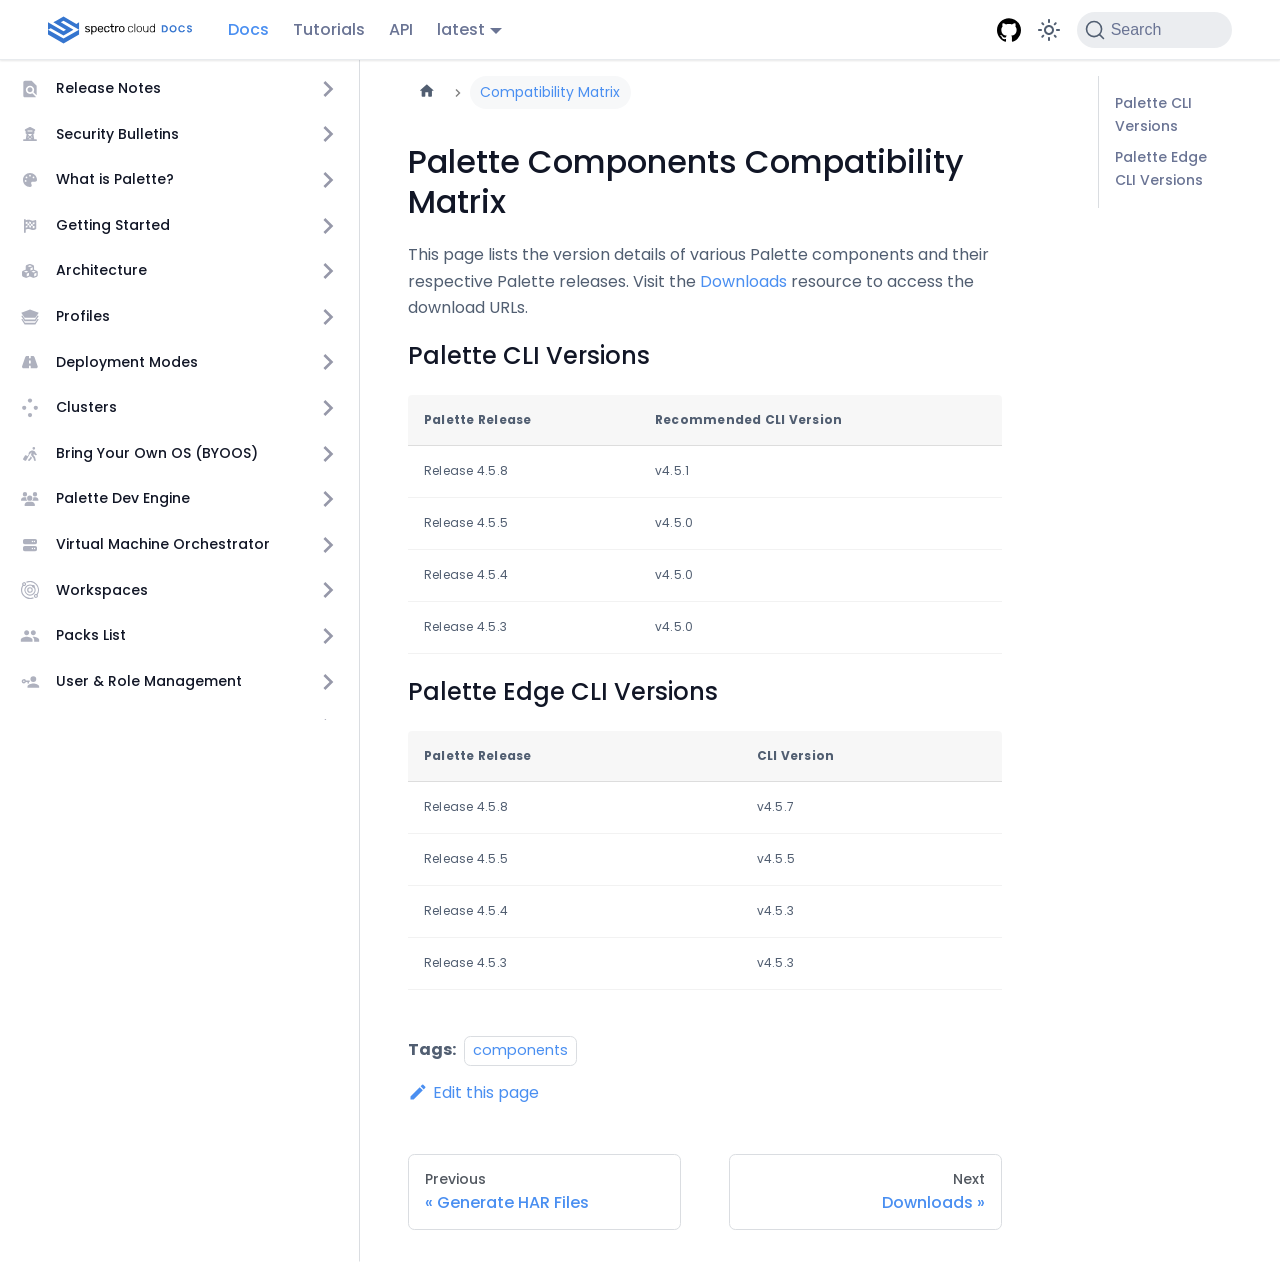 spectro cloud DOCS Docs Tutorials API latest Search
Release Notes
Security Bulletins
What is Palette?
Getting Started
Architecture
Profiles
Deployment Modes
Clusters
Bring Your Own OS (BYOOS)
Palette Dev Engine
Virtual Machine Orchestrator
Workspaces
Packs List
User & Role Management
Compatibility Matrix
Palette Components Compatibility
Matrix
This page lists the version details of various Palette components and their
respective Palette releases. Visit the Downloads resource to access the
download URLs.
Palette CLI Versions
Palette Release Recommended CLI Version
Release 4.5.8 v4.5.1
Release 4.5.5 v4.5.0
Release 4.5.4 v4.5.0
Release 4.5.3 v4.5.0
Palette Edge CLI Versions
Palette Release CLI Version
Release 4.5.8 v4.5.7
Release 4.5.5 v4.5.5
Release 4.5.4 v4.5.3
Release 4.5.3 v4.5.3
Tags: components
Edit this page
Previous
« Generate HAR Files
Next
Downloads »
Palette CLI
Versions
Palette Edge
CLI Versions